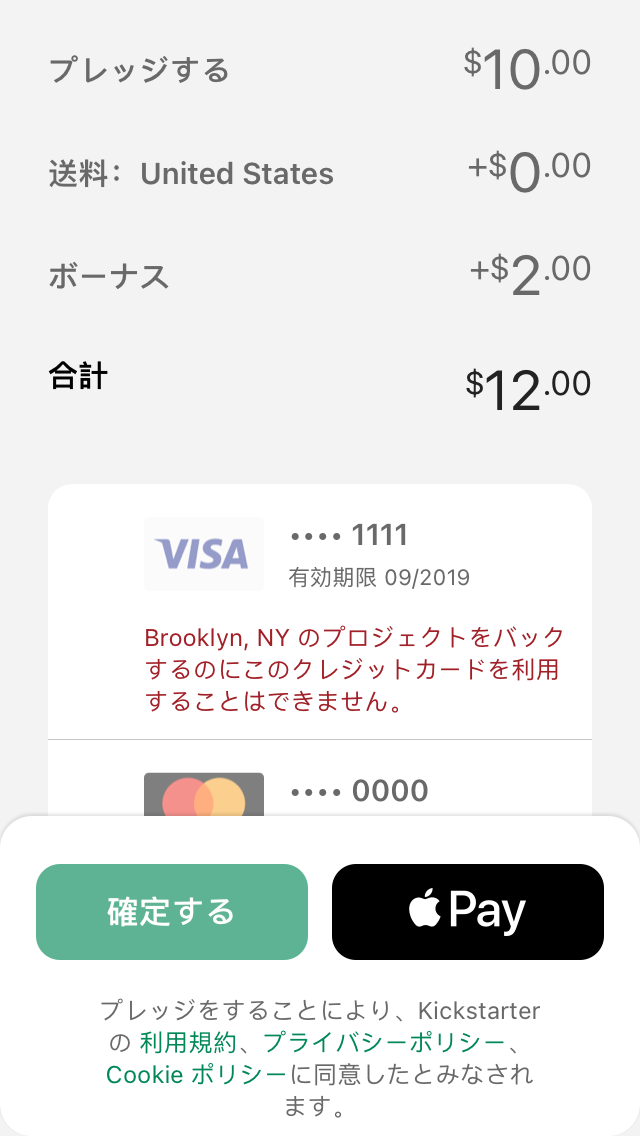 プレッジする $10.00
送料： United States +$0.00
ボーナス +$2.00
合計 $12.00
VISA •••• 1111
有効期限 09/2019
Brooklyn, NY のプロジェクトをバック
するのにこのクレジットカードを利用
することはできません。
•••• 0000
確定する Pay
プレッジをすることにより、Kickstarter
の 利用規約、プライバシーポリシー、
Cookie ポリシーに同意したとみなされ
ます。